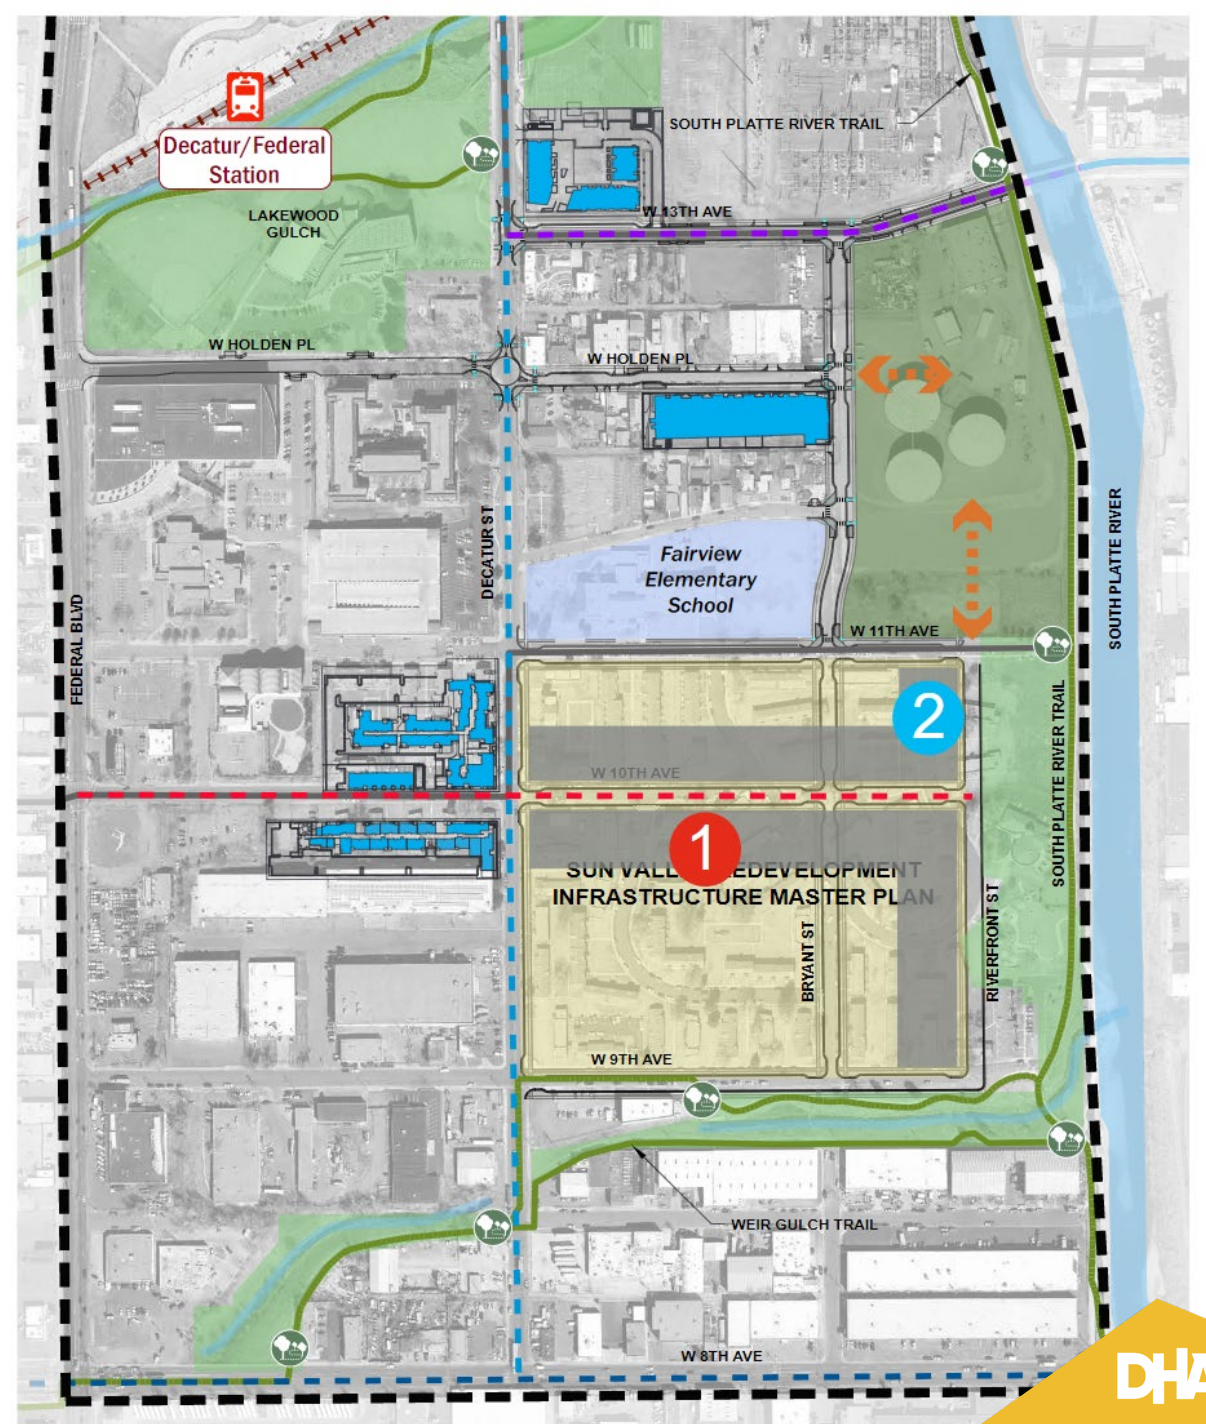 SOUTH PLATTE RIVER TRAIL
Decatur/Federal
Station
LAKEWOOD
GULCH
W 13TH AVE
W HOLDEN PL
W HOLDEN PL
DECATUR ST
SOUTH PLATTE RIVER
Fairview
Elementary
School
FEDERAL BLVD
W 11TH AVE
2
SOUTH PLATTE RIVER TRAIL
W 10TH AVE
1
SUN VALLEY REDEVELOPMENT
INFRASTRUCTURE MASTER PLAN
BRYANT ST
RIVERFRONT ST
W 9TH AVE
WEIR GULCH TRAIL
W 8TH AVE
DHA